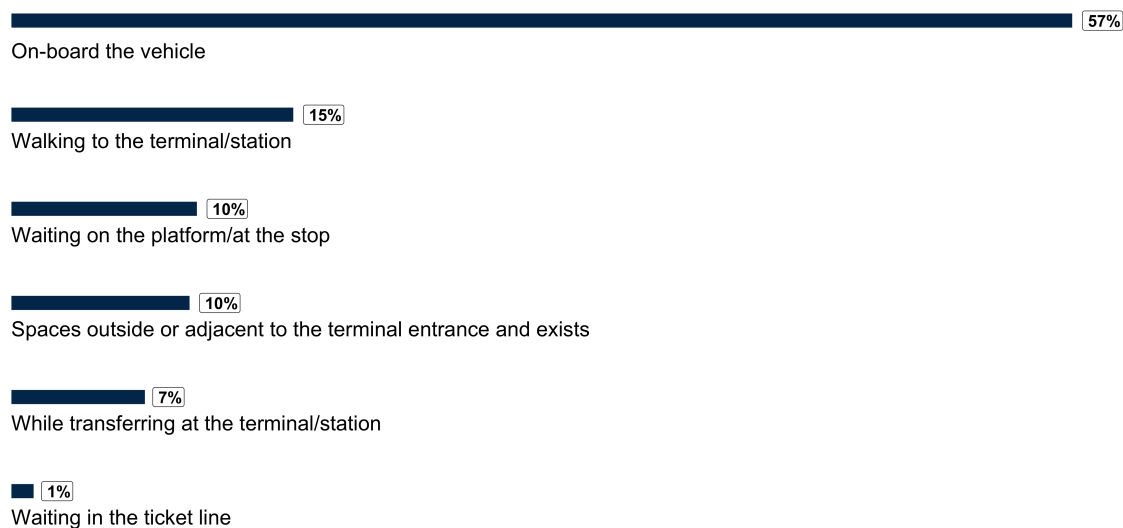 57%
On-board the vehicle
15%
Walking to the terminal/station
10%
Waiting on the platform/at the stop
10%
Spaces outside or adjacent to the terminal entrance and exists
7%
While transferring at the terminal/station
1%
Waiting in the ticket line